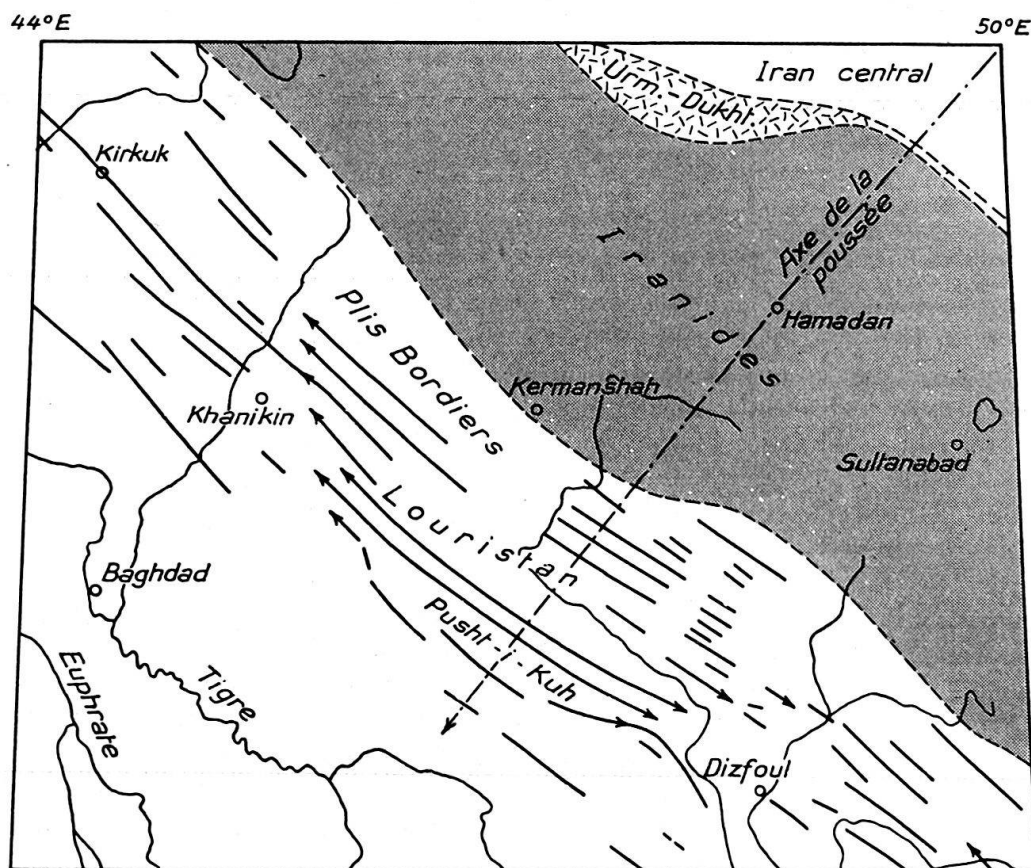 44°E
50°E
Iran central
Urm.-Dukht.
Kirkuk
Axe de la
poussée
Iranides
Hamadan
Plis Bordiers
Kermanshah
Khanikin
Sultanabad
Louristan
Baghdad
Pusht-i-Kuh
Euphrate
Tigre
Dizfoul